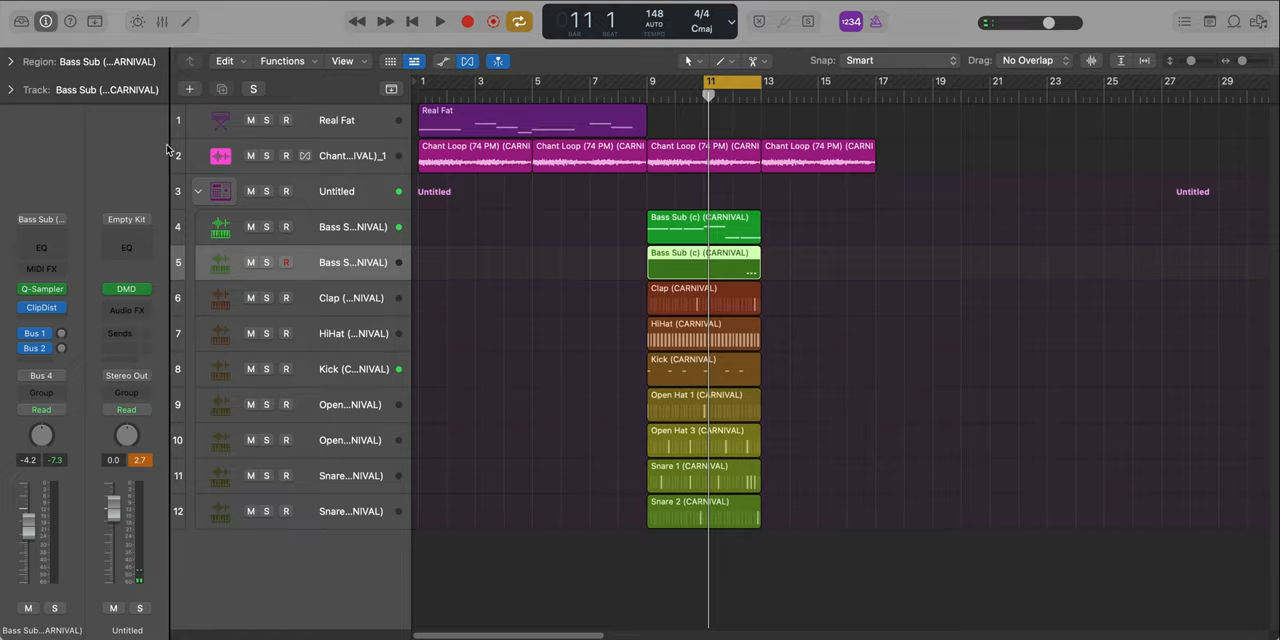 11 1
BAR BEAT
148
AUTO
TEMPO
4/4
Cmaj
S
1234
Region: Bass Sub (...ARNIVAL)
Track: Bass Sub (...CARNIVAL)
Edit Functions View
Snap: Smart
Drag: No Overlap
S
1 3 5 7 9 11 13 15 17 19 21 23 25 27 29
1 M S R Real Fat
Real Fat
2 M S R Chant...IVAL)_1
Chant Loop (74 PM) (CARNI Chant Loop (74 PM) (CARNI Chant Loop (74 PM) (CARNI Chant Loop (74 PM) (CARNI
3 M S R Untitled
Untitled Untitled
4 M S R Bass S...NIVAL)
Bass Sub (c) (CARNIVAL)
5 M S R Bass S...NIVAL)
Bass Sub (c) (CARNIVAL)
6 M S R Clap (...NIVAL)
Clap (CARNIVAL)
7 M S R HiHat (...NIVAL)
HiHat (CARNIVAL)
8 M S R Kick (C...NIVAL)
Kick (CARNIVAL)
9 M S R Open...NIVAL)
Open Hat 1 (CARNIVAL)
10 M S R Open...NIVAL)
Open Hat 3 (CARNIVAL)
11 M S R Snare...NIVAL)
Snare 1 (CARNIVAL)
12 M S R Snare...NIVAL)
Snare 2 (CARNIVAL)
Bass Sub (... Empty Kit
EQ EQ
MIDI FX
Q-Sampler DMD
ClipDist Audio FX
Bus 1 Sends
Bus 2
Bus 4 Stereo Out
Group Group
Read Read
-4.2 -7.3 0.0 2.7
M S M S
Bass Sub...ARNIVAL) Untitled